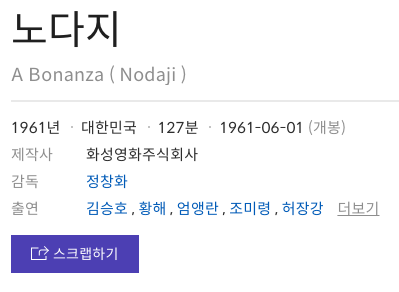 노다지
A Bonanza ( Nodaji )
1961년 · 대한민국 · 127분 · 1961-06-01 (개봉)
제작사 화성영화주식회사
감독 정창화
출연 김승호 , 황해 , 엄앵란 , 조미령 , 허장강 더보기
스크랩하기